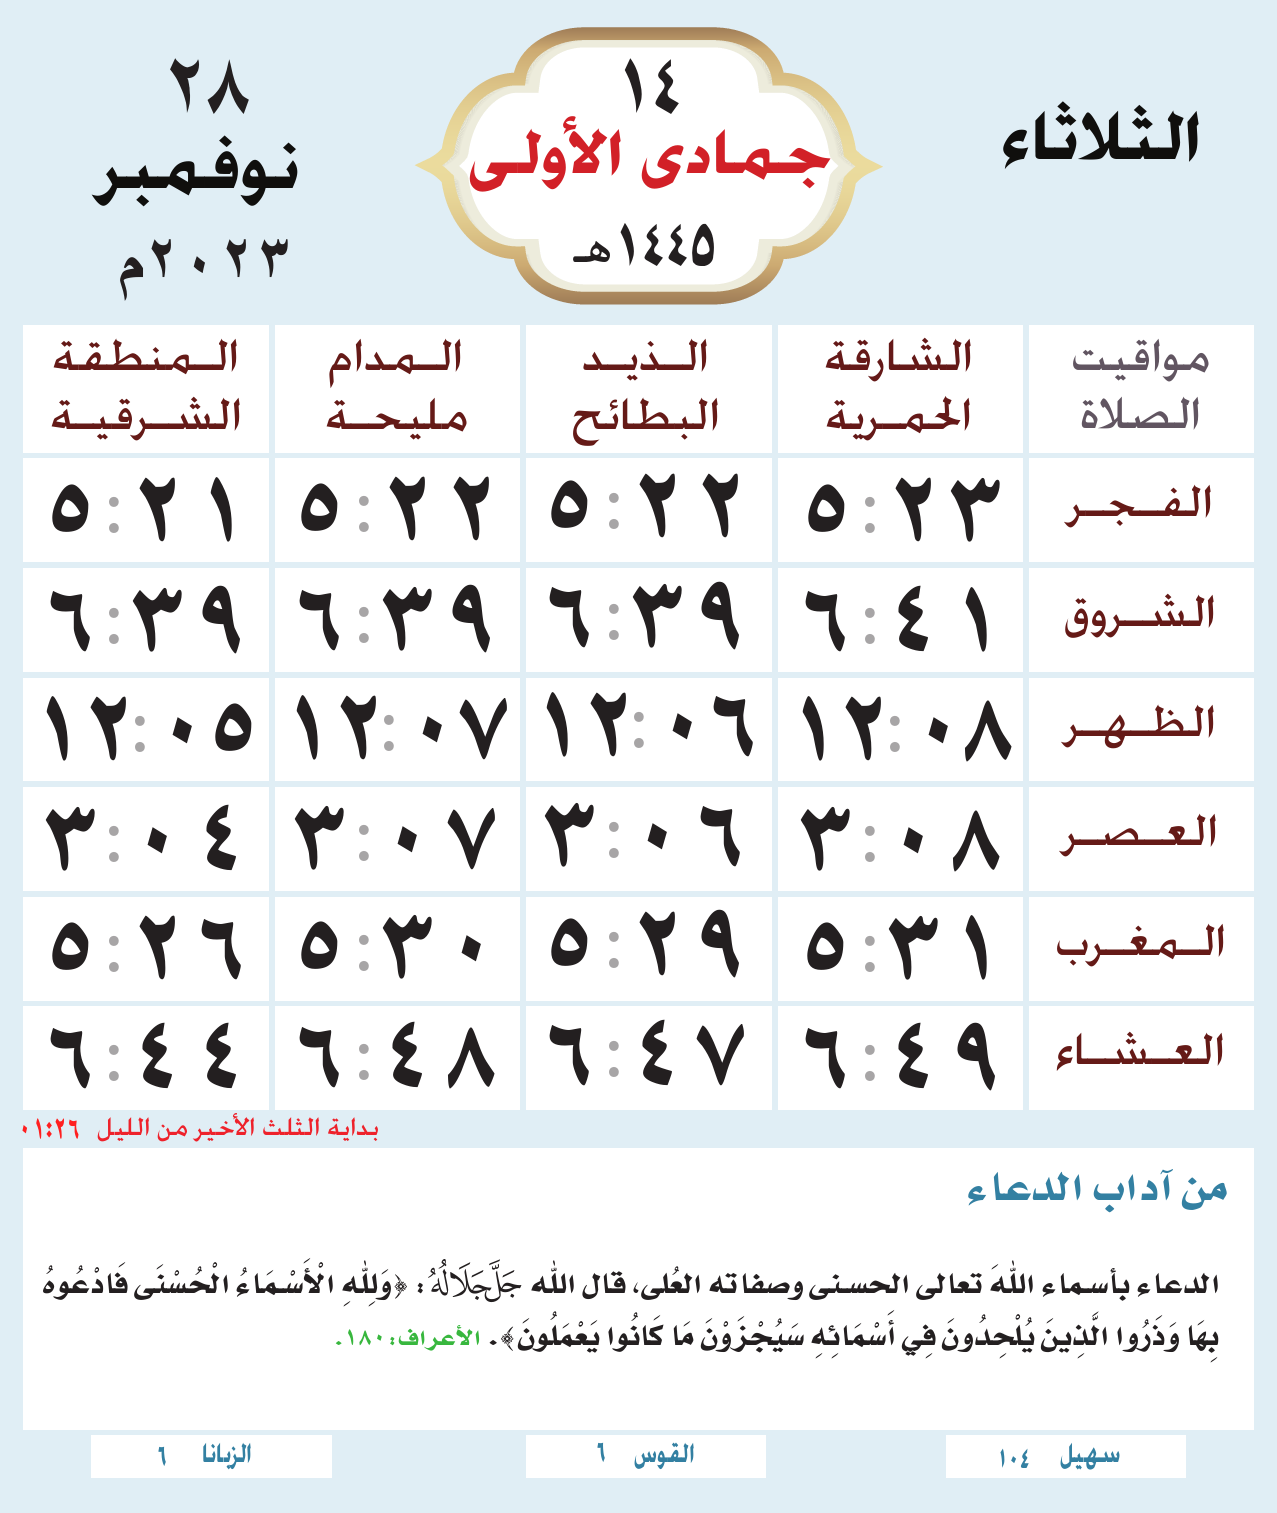 الثلاثاء
١٤
جمادى الأولى
١٤٤٥هـ
٢٨
نوفمبر
٢٠٢٣م
مواقيت الصلاة
الشارقة الحمرية
الذيد البطائح
المدام مليحة
المنطقة الشرقية
الفجر ٥:٢٣ ٥:٢٢ ٥:٢٢ ٥:٢١
الشروق ٦:٤١ ٦:٣٩ ٦:٣٩ ٦:٣٩
الظهر ١٢:٠٨ ١٢:٠٦ ١٢:٠٧ ١٢:٠٥
العصر ٣:٠٨ ٣:٠٦ ٣:٠٧ ٣:٠٤
المغرب ٥:٣١ ٥:٢٩ ٥:٣٠ ٥:٢٦
العشاء ٦:٤٩ ٦:٤٧ ٦:٤٨ ٦:٤٤
بداية الثلث الأخير من الليل ٠١:٢٦
من آداب الدعاء
الدعاء بأسماء اللهَ تعالى الحسنى وصفاته العُلى، قال الله جَلَّجَلَالُهُ: ﴿وَلِلَّهِ الْأَسْمَاءُ الْحُسْنَى فَادْعُوهُ
بِهَا وَذَرُوا الَّذِينَ يُلْحِدُونَ فِي أَسْمَائِهِ سَيُجْزَوْنَ مَا كَانُوا يَعْمَلُونَ﴾. الأعراف:١٨٠.
سهيل ١٠٤
القوس ٦
الزبانا ٦